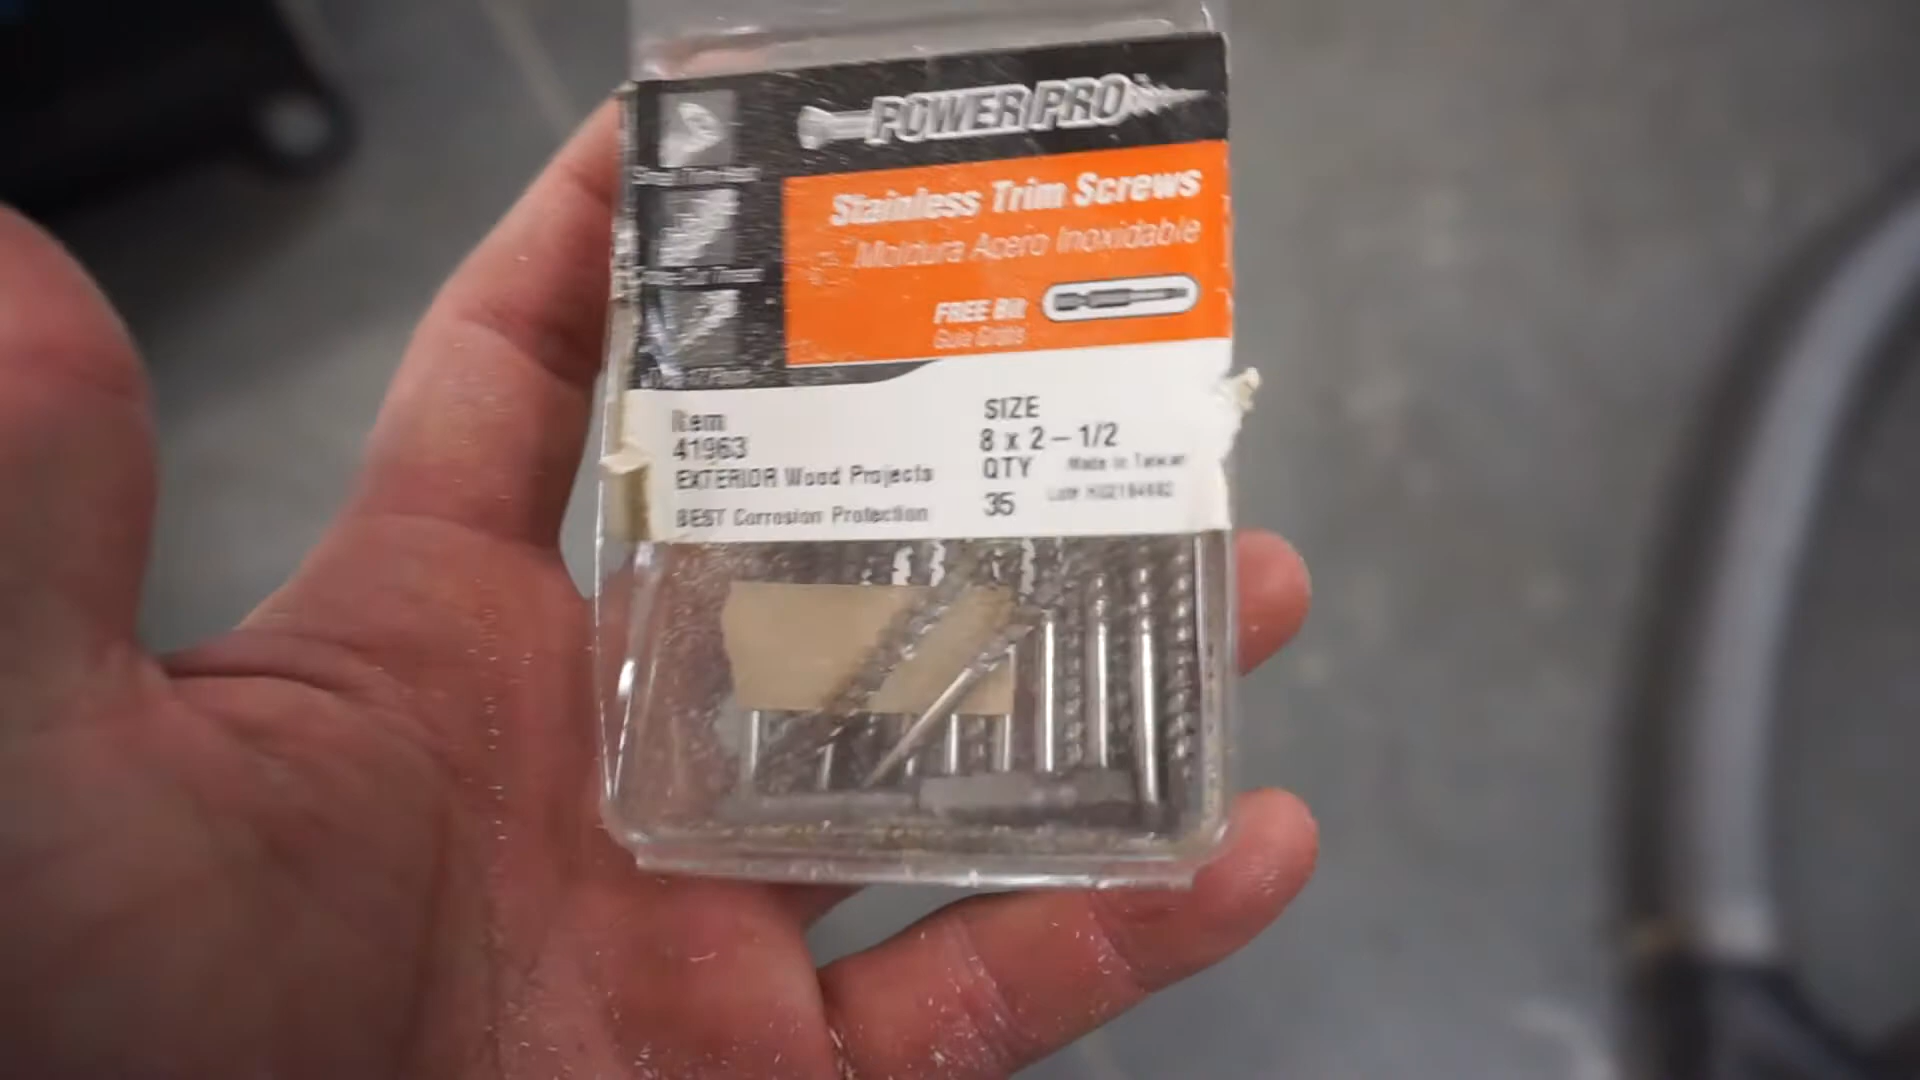 POWER PRO
Stainless Trim Screws
Moldura Acero Inoxidable
FREE Bit
Guia Gratis
Item
41963
EXTERIOR Wood Projects
BEST Corrosion Protection
SIZE
8 x 2 – 1/2
QTY Made in Taiwan
35